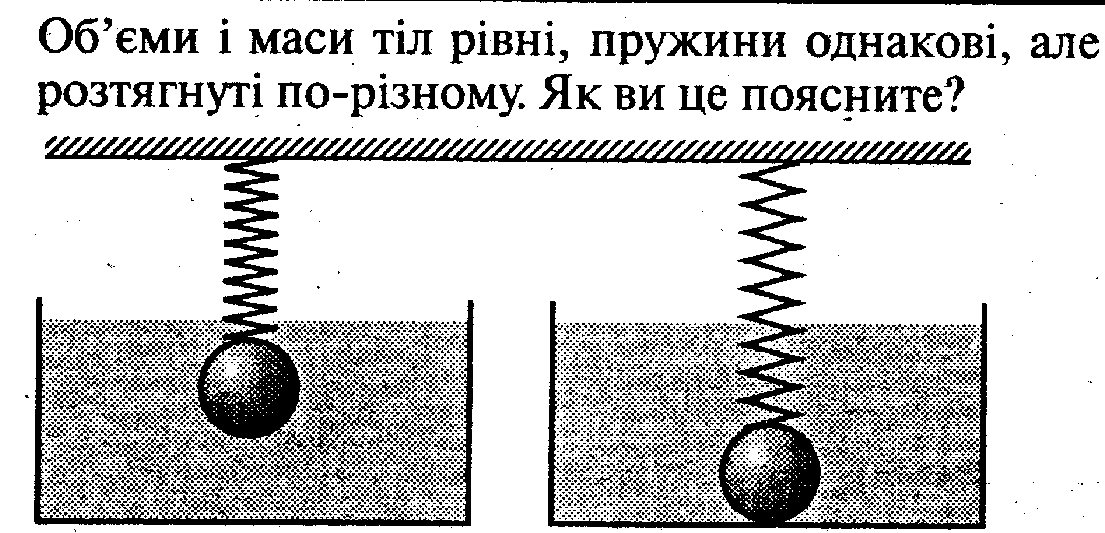 Об’єми і маси тіл рівні, пружини однакові, але
розтягнуті по-різному. Як ви це поясните?